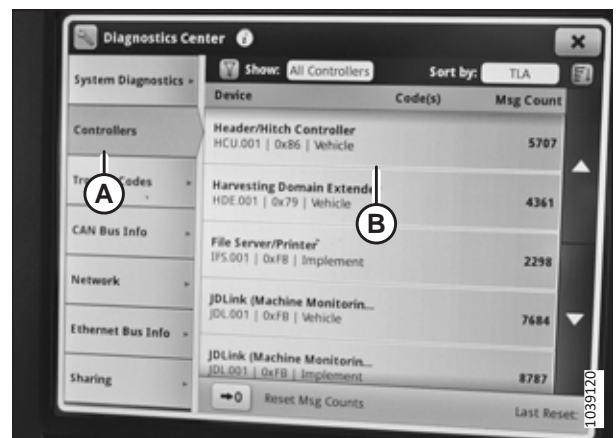 Diagnostics Center
Show: All Controllers Sort by: TLA
System Diagnostics
Controllers
CAN Bus Info
Network
Ethernet Bus Info
Sharing
Device Code(s) Msg Count
Header/Hitch Controller
HCU.001 | 0x86 | Vehicle 5707
Harvesting Domain
HDE.001 | 0x79 | Vehicle 4361
File Server/Printer
IFS.001 | 0xFB | Implement 2298
JDLink (Machine Monitorin...
JDL.001 | 0xFB | Vehicle 7684
JDLink (Machine Monitorin...
JDL.001 | 0xFB | Implement 8787
→0 Reset Msg Counts
Last Reset:
A
B
1039120